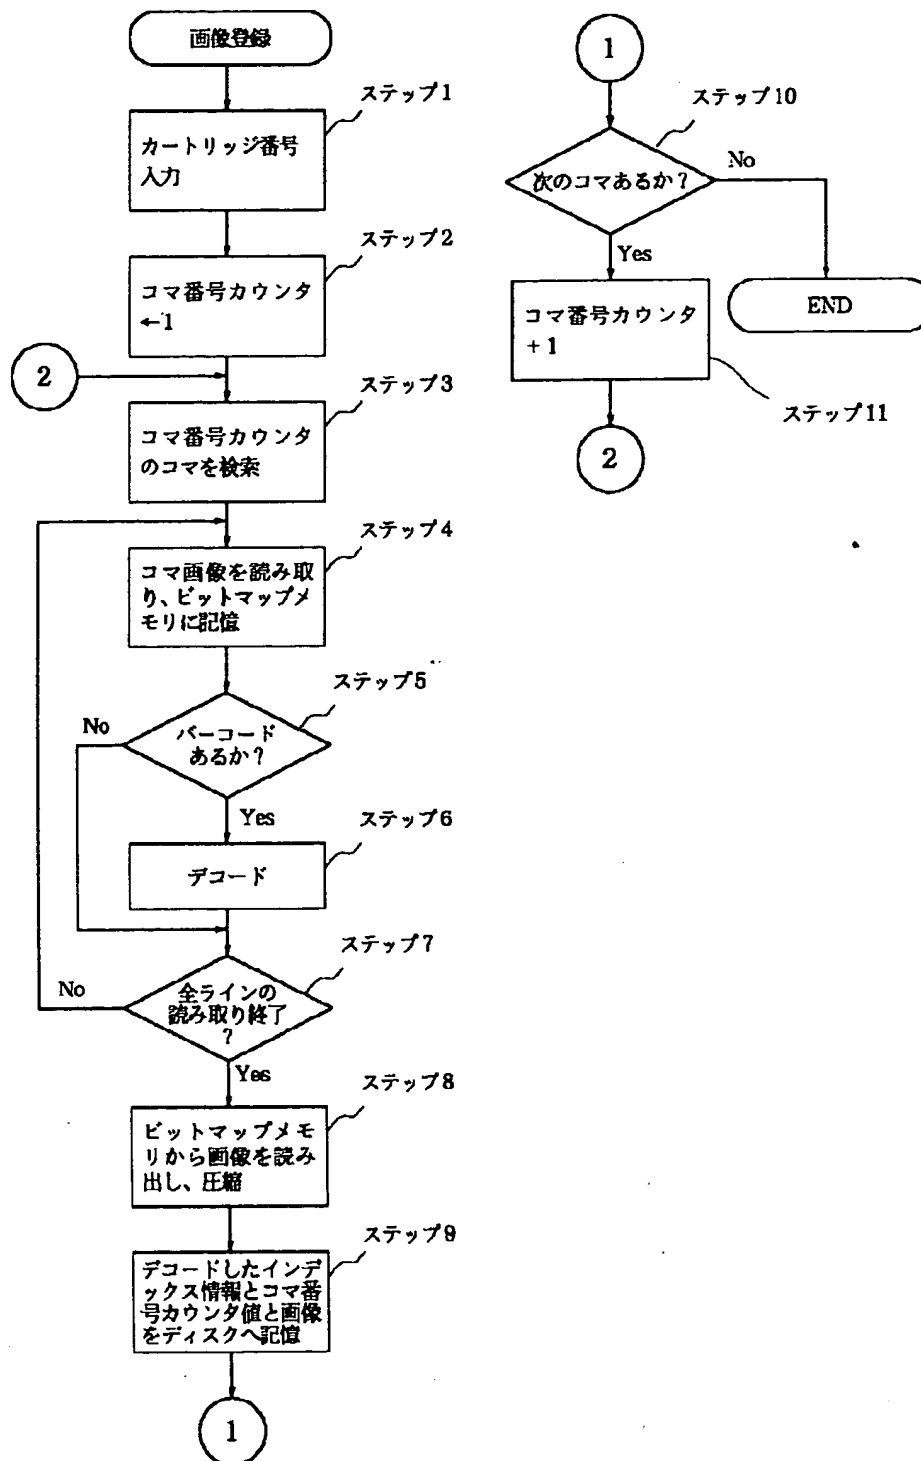 画像登録
ステップ1
カートリッジ番号
入力
ステップ2
コマ番号カウンタ
←1
2
ステップ3
コマ番号カウンタ
のコマを検索
ステップ4
コマ画像を読み取
り、ビットマップメ
モリに記憶
ステップ5
No
バーコード
あるか？
Yes
ステップ6
デコード
ステップ7
No
全ラインの
読み取り終了
？
Yes
ステップ8
ビットマップメモ
リから画像を読み
出し、圧縮
ステップ9
デコードしたインデ
ックス情報とコマ番
号カウンタ値と画像
をディスクへ記憶
1
1
ステップ10
次のコマあるか？
No
Yes
END
コマ番号カウンタ
+1
ステップ11
2